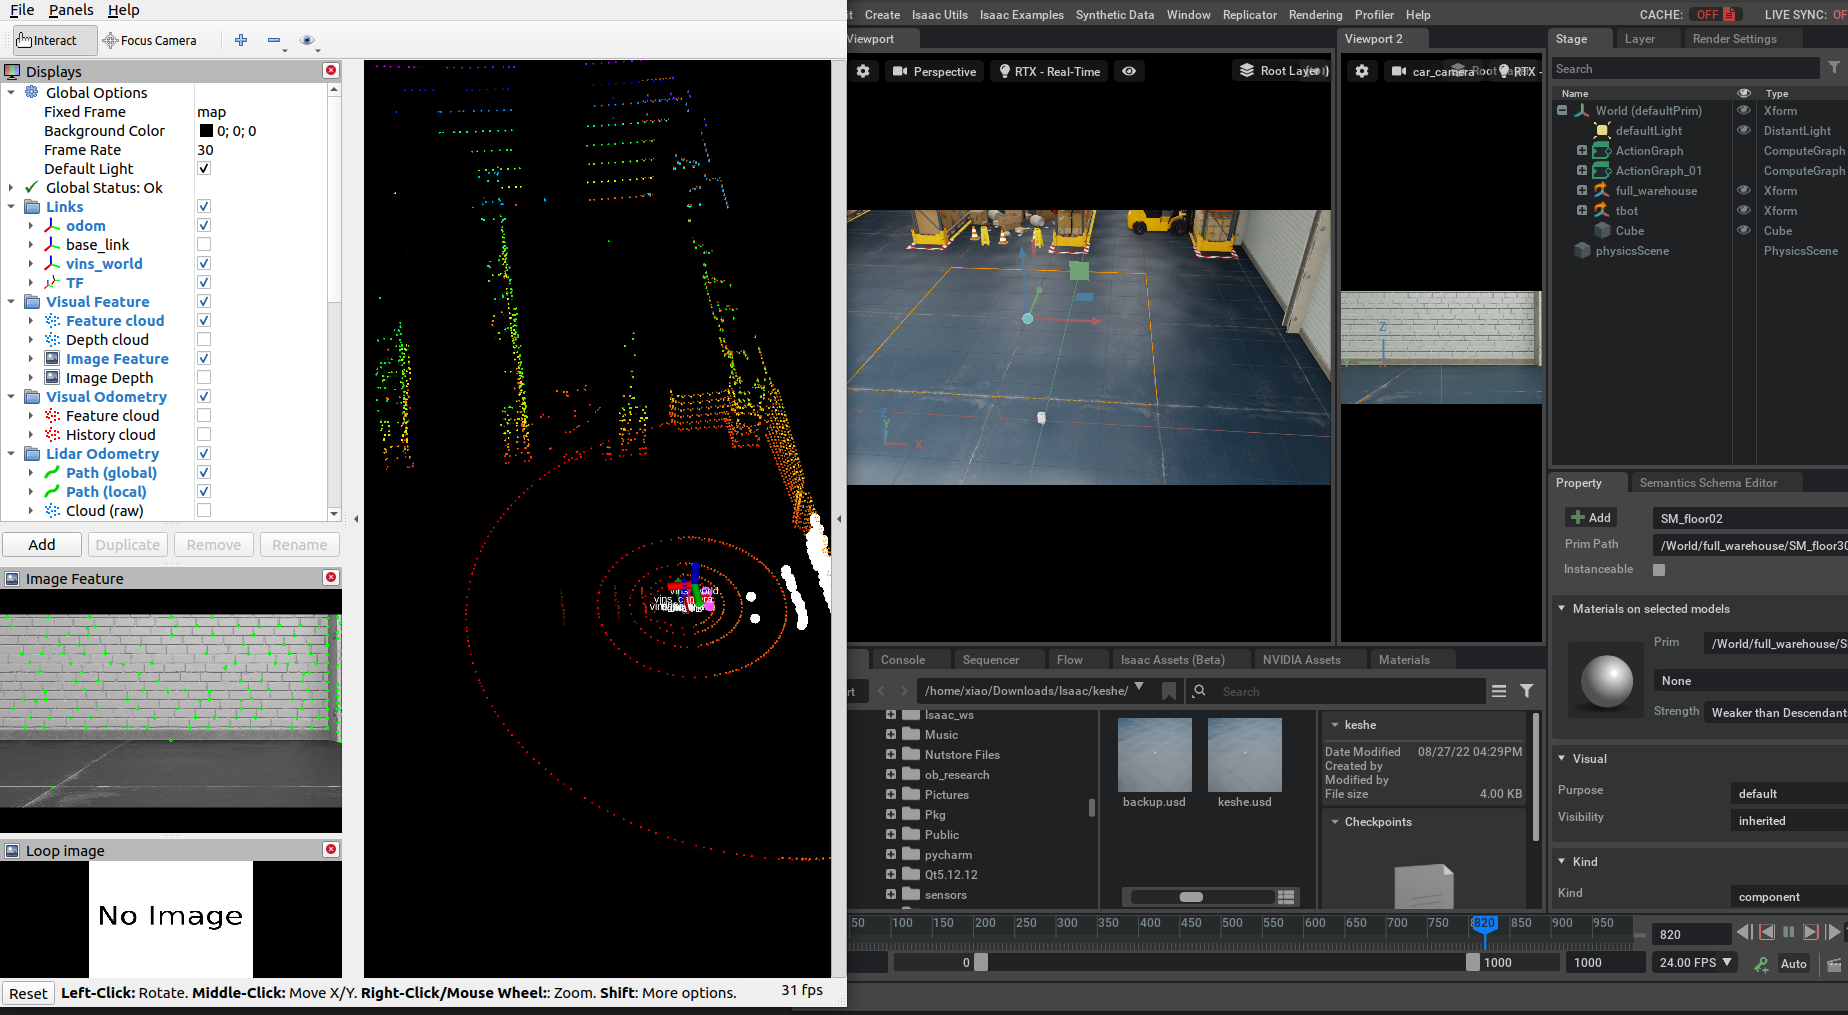 File Panels Help
Interact Focus Camera
Displays
Global Options
Fixed Frame map
Background Color 0; 0; 0
Frame Rate 30
Default Light
Global Status: Ok
Links
odom
base_link
vins_world
TF
Visual Feature
Feature cloud
Depth cloud
Image Feature
Image Depth
Visual Odometry
Feature cloud
History cloud
Lidar Odometry
Path (global)
Path (local)
Cloud (raw)
Add Duplicate Remove Rename
Image Feature
Loop image
No Image
Reset Left-Click: Rotate. Middle-Click: Move X/Y. Right-Click/Mouse Wheel:: Zoom. Shift: More options. 31 fps
Create Isaac Utils Isaac Examples Synthetic Data Window Replicator Rendering Profiler Help
CACHE: OFF LIVE SYNC: OF
Viewport
Perspective RTX - Real-Time Root Layer
Z
Y
X
Viewport 2
car_camera RTX -
Z
Stage Layer Render Settings
Search
Name Type
World (defaultPrim) Xform
defaultLight DistantLight
ActionGraph ComputeGraph
ActionGraph_01 ComputeGraph
full_warehouse Xform
tbot Xform
Cube Cube
physicsScene PhysicsScene
Property Semantics Schema Editor
Add SM_floor02
Prim Path /World/full_warehouse/SM_floor30
Instanceable
Materials on selected models
Prim /World/full_warehouse/S
None
Strength Weaker than Descendant
Visual
Purpose default
Visibility inherited
Kind
Kind component
Console Sequencer Flow Isaac Assets (Beta) NVIDIA Assets Materials
rt /home/xiao/Downloads/Isaac/keshe/ Search
Isaac_ws
Music
Nutstore Files
ob_research
Pictures
Pkg
Public
pycharm
Qt5.12.12
sensors
backup.usd keshe.usd
keshe
Date Modified 08/27/22 04:29PM
Created by
Modified by
File size 4.00 KB
Checkpoints
50 100 150 200 250 300 350 400 450 500 550 600 650 700 750 820 850 900 950
820
0 1000 1000 24.00 FPS Auto